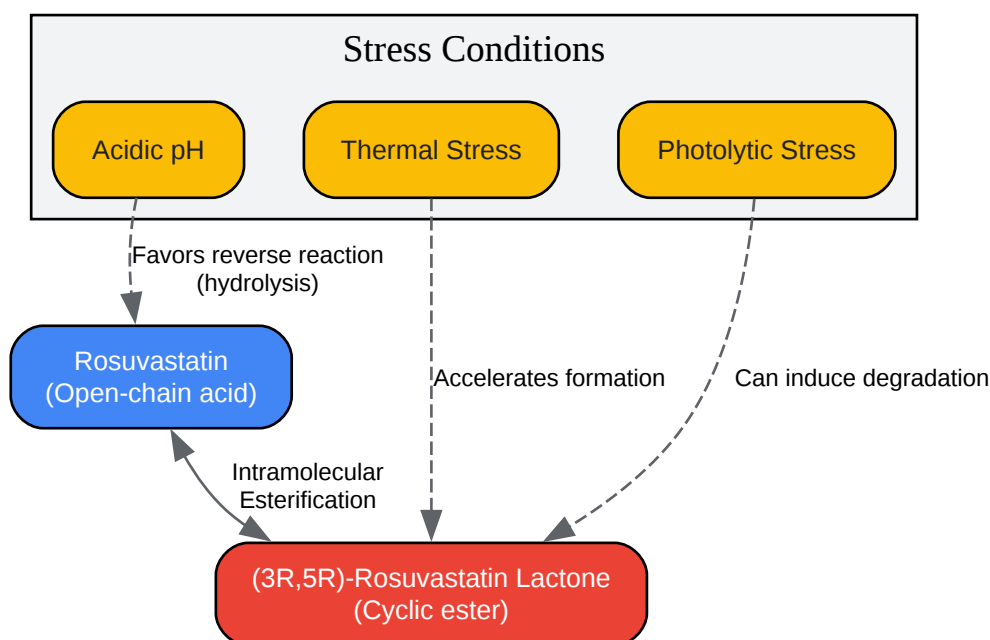 Stress Conditions
Acidic pH
Thermal Stress
Photolytic Stress
Favors reverse reaction
(hydrolysis)
Rosuvastatin
(Open-chain acid)
Accelerates formation
Can induce degradation
Intramolecular
Esterification
(3R,5R)-Rosuvastatin Lactone
(Cyclic ester)